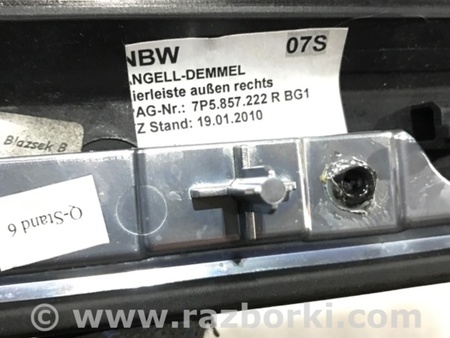 NBW 07S
ANGELL-DEMMEL
ierleiste außen rechts
AG-Nr.: 7P5.857.222 R BG1
Z Stand: 19.01.2010
Blazsek B
Q-Stand 6
© www.razborki.com